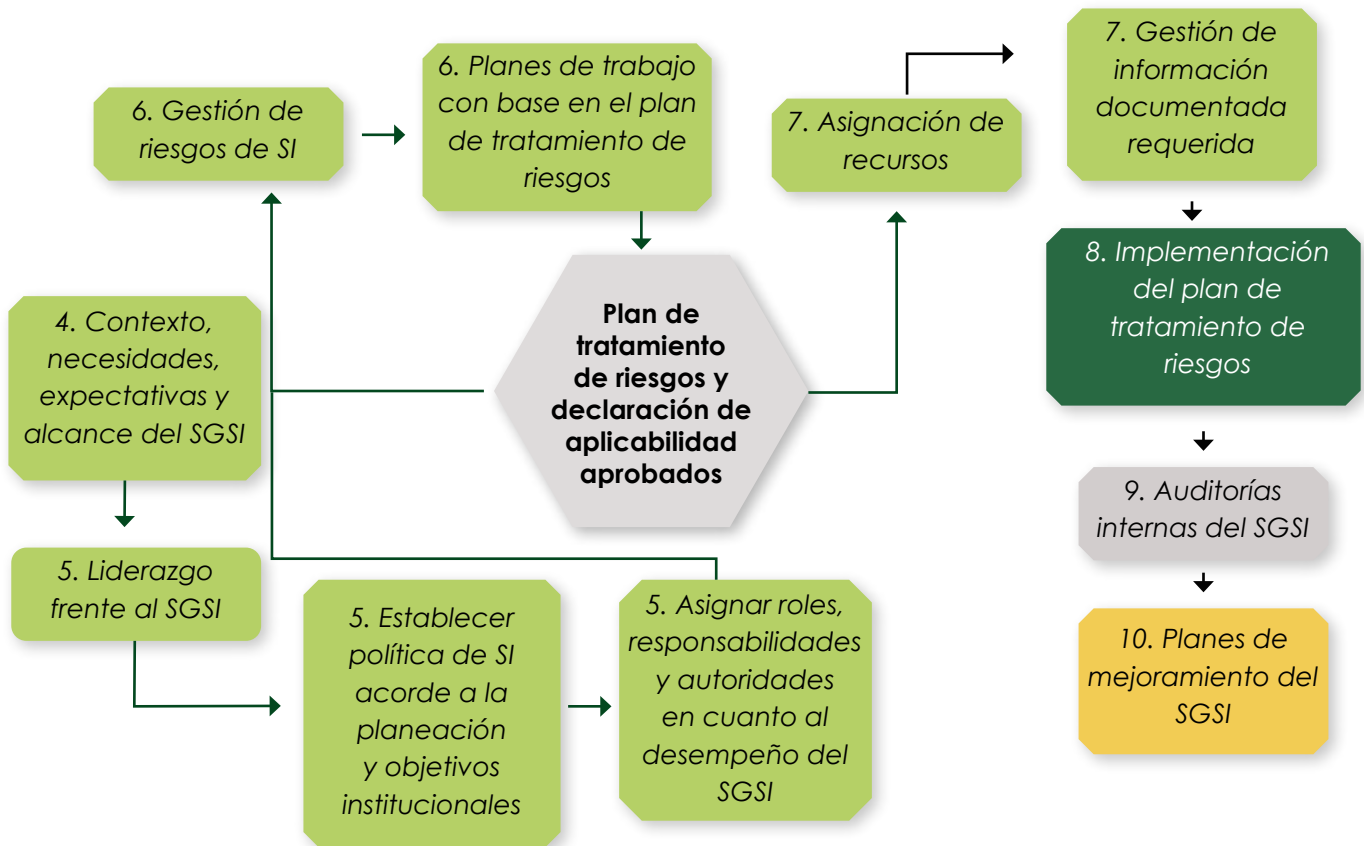 6. Gestión de
riesgos de SI
6. Planes de trabajo
con base en el plan
de tratamiento de
riesgos
7. Asignación de
recursos
7. Gestión de
información
documentada
requerida
4. Contexto,
necesidades,
expectativas y
alcance del SGSI
Plan de
tratamiento
de riesgos y
declaración de
aplicabilidad
aprobados
8. Implementación
del plan de
tratamiento de
riesgos
5. Liderazgo
frente al SGSI
5. Establecer
política de SI
acorde a la
planeación
y objetivos
institucionales
5. Asignar roles,
responsabilidades
y autoridades
en cuanto al
desempeño del
SGSI
9. Auditorías
internas del SGSI
10. Planes de
mejoramiento del
SGSI